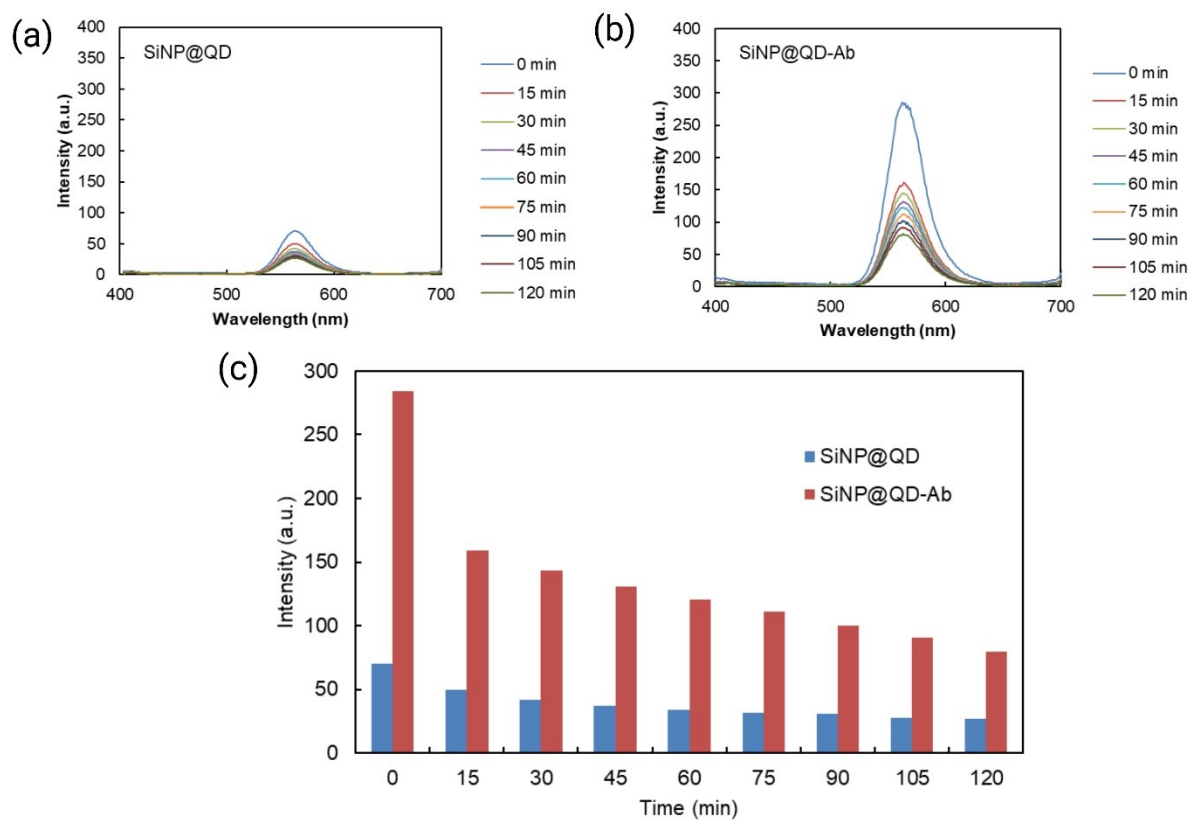 (a)
SiNP@QD
400
350
300
250
200
150
100
50
0
Intensity (a.u.)
400 500 600 700
Wavelength (nm)
0 min
15 min
30 min
45 min
60 min
75 min
90 min
105 min
120 min
(b)
SiNP@QD-Ab
400
350
300
250
200
150
100
50
0
Intensity (a.u.)
400 500 600 700
Wavelength (nm)
0 min
15 min
30 min
45 min
60 min
75 min
90 min
105 min
120 min
(c)
300
250
200
150
100
50
0
Intensity (a.u.)
SiNP@QD
SiNP@QD-Ab
0 15 30 45 60 75 90 105 120
Time (min)